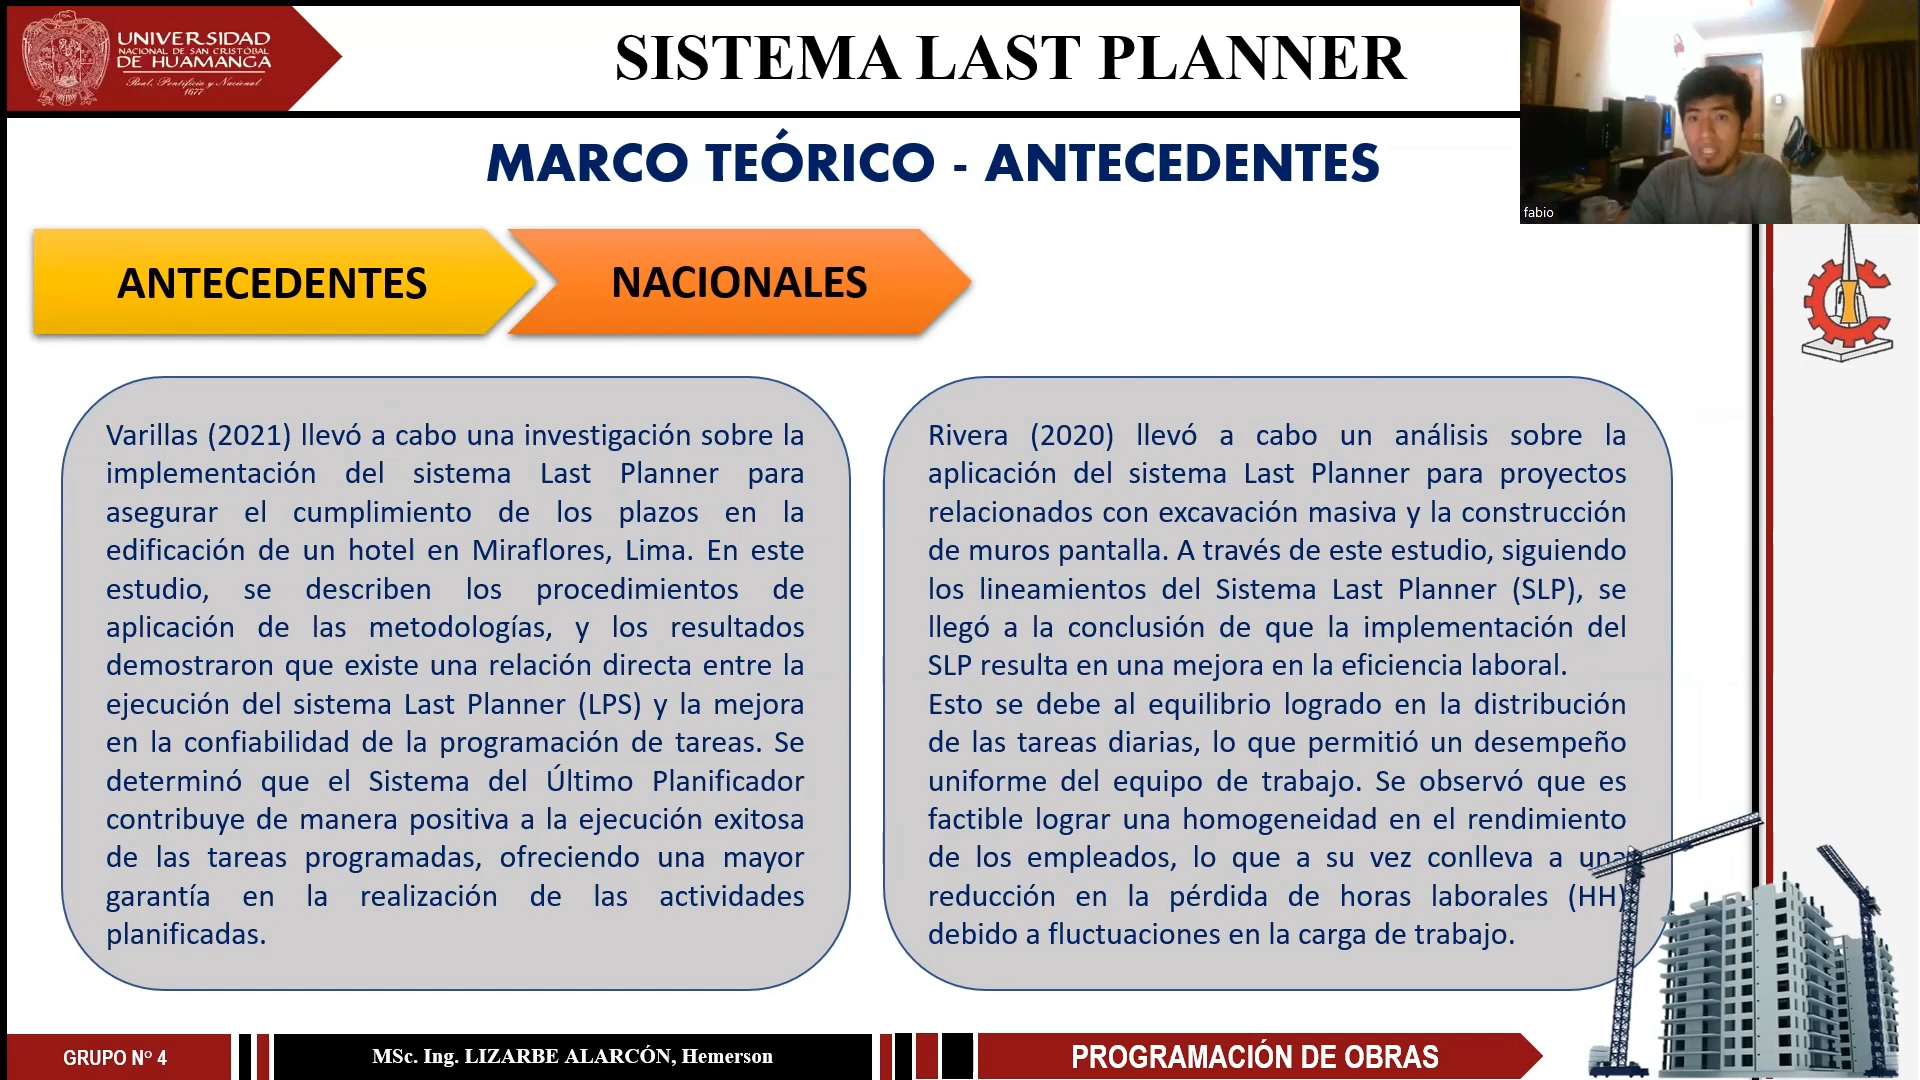 UNIVERSIDAD
NACIONAL DE SAN CRISTÓBAL
DE HUAMANGA
Real, Pontificia y Nacional
1677
SISTEMA LAST PLANNER
fabio
MARCO TEÓRICO - ANTECEDENTES
ANTECEDENTES
NACIONALES
Varillas (2021) llevó a cabo una investigación sobre la
implementación del sistema Last Planner para
asegurar el cumplimiento de los plazos en la
edificación de un hotel en Miraflores, Lima. En este
estudio, se describen los procedimientos de
aplicación de las metodologías, y los resultados
demostraron que existe una relación directa entre la
ejecución del sistema Last Planner (LPS) y la mejora
en la confiabilidad de la programación de tareas. Se
determinó que el Sistema del Último Planificador
contribuye de manera positiva a la ejecución exitosa
de las tareas programadas, ofreciendo una mayor
garantía en la realización de las actividades
planificadas.
Rivera (2020) llevó a cabo un análisis sobre la
aplicación del sistema Last Planner para proyectos
relacionados con excavación masiva y la construcción
de muros pantalla. A través de este estudio, siguiendo
los lineamientos del Sistema Last Planner (SLP), se
llegó a la conclusión de que la implementación del
SLP resulta en una mejora en la eficiencia laboral.
Esto se debe al equilibrio logrado en la distribución
de las tareas diarias, lo que permitió un desempeño
uniforme del equipo de trabajo. Se observó que es
factible lograr una homogeneidad en el rendimiento
de los empleados, lo que a su vez conlleva a una
reducción en la pérdida de horas laborales (HH)
debido a fluctuaciones en la carga de trabajo.
GRUPO N° 4
MSc. Ing. LIZARBE ALARCÓN, Hemerson
PROGRAMACIÓN DE OBRAS